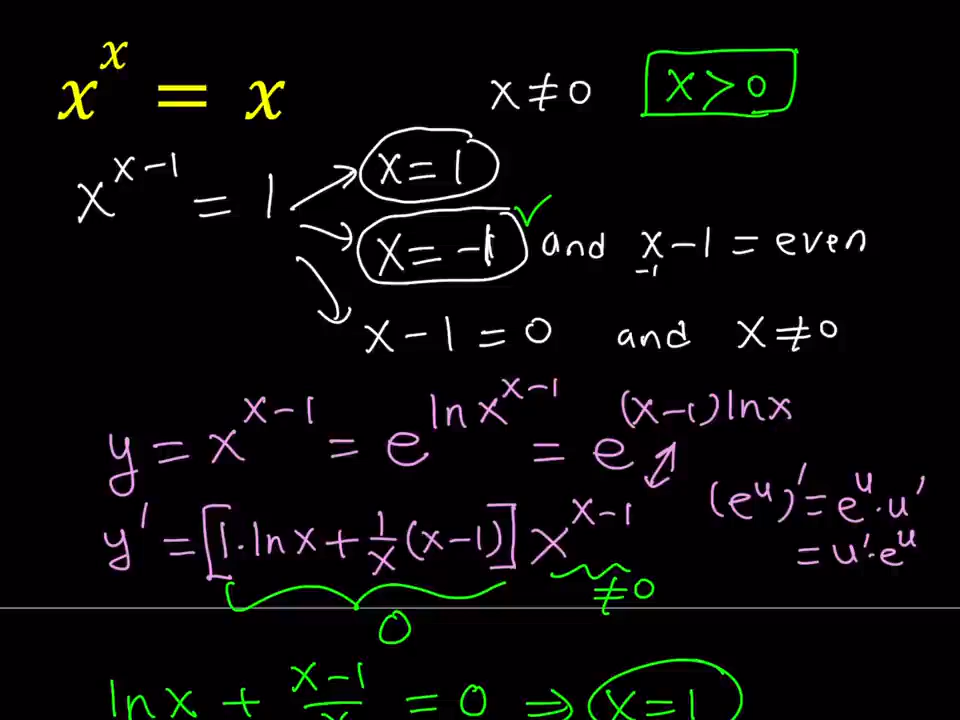 x^x = x    x ≠ 0    x > 0
x^(x-1) = 1    x = 1
x = -1 ✓ and x - 1 = even
-1
x - 1 = 0 and x ≠ 0
y = x^(x-1) = e^(ln x^(x-1)) = e^((x-1) ln x)
(e^u)' = e^u · u'
y' = [1 · ln x + 1/x (x-1)] x^(x-1)
= u' · e^u
≠ 0
0
ln x + (x-1)/x = 0 ⇒ x = 1